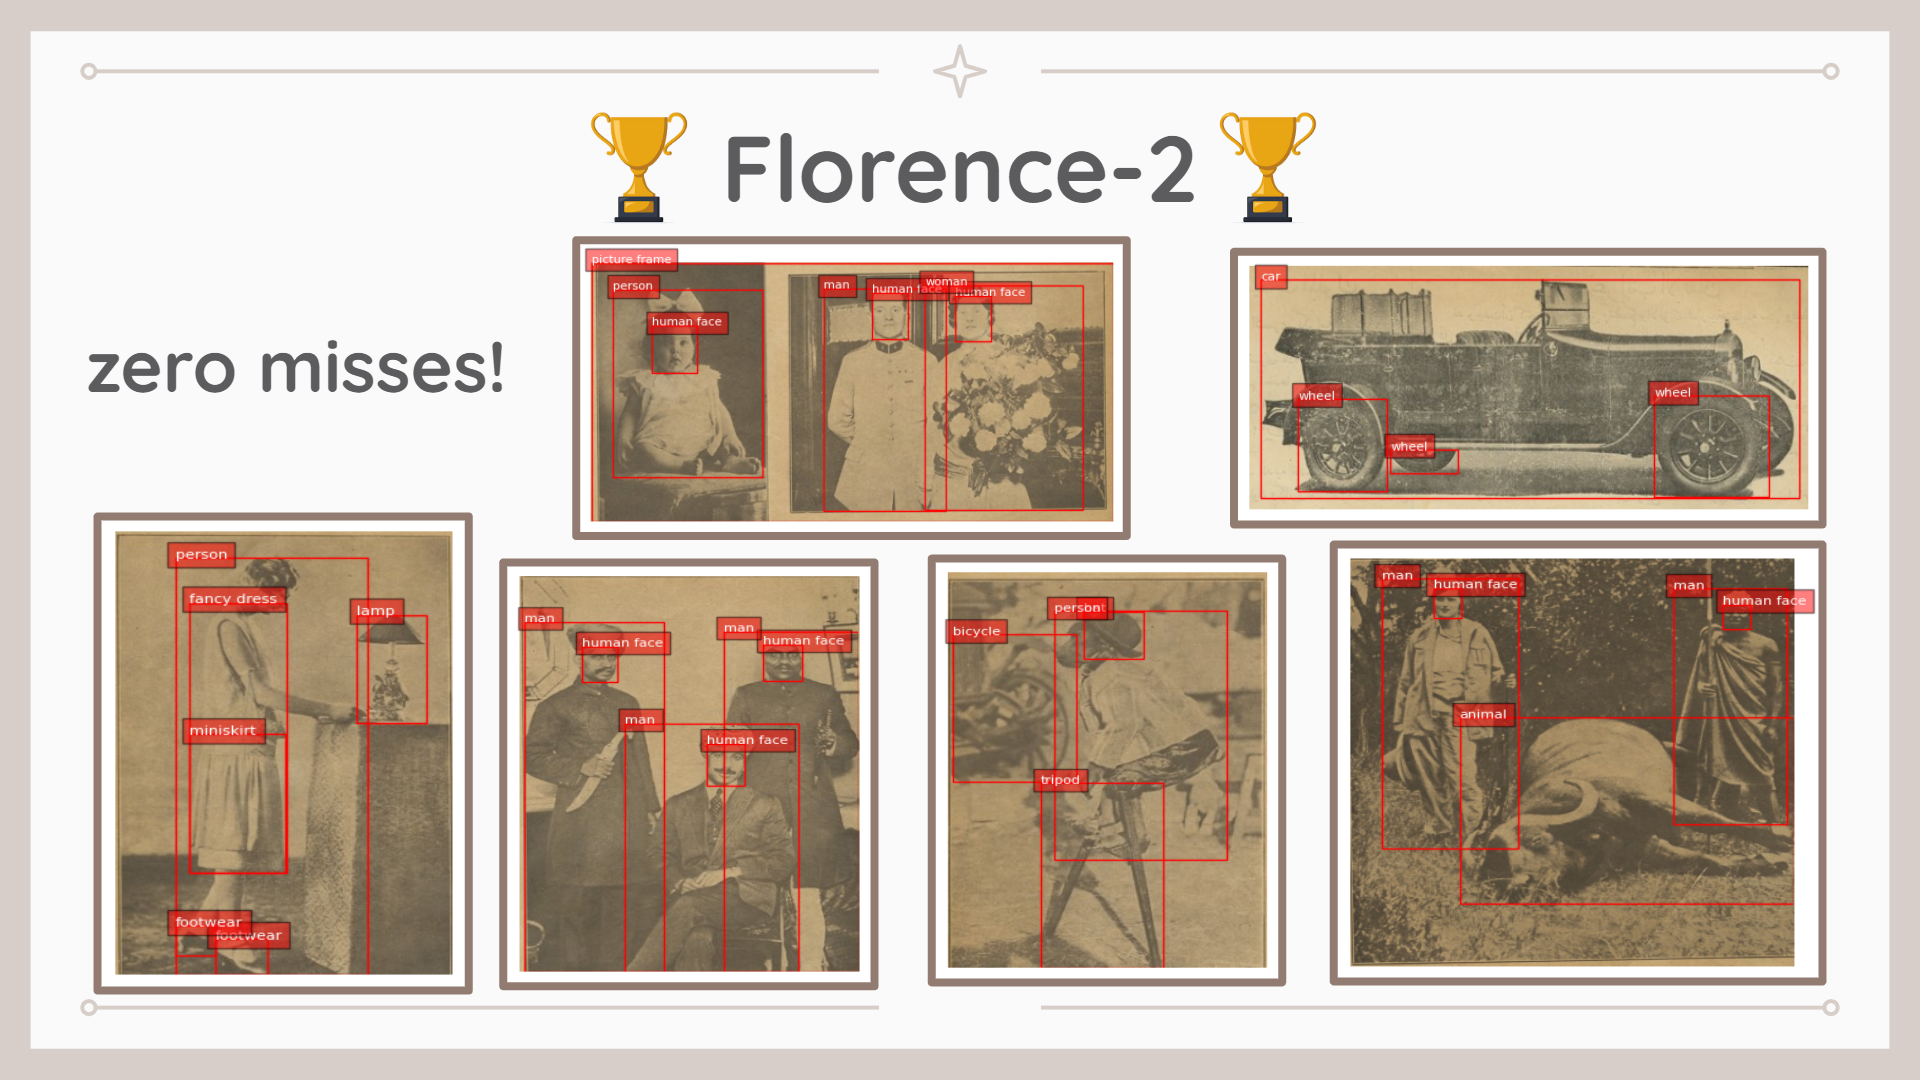 Florence-2
zero misses!
picture frame
person
human face
man
human face
woman
human face
car
wheel
wheel
wheel
person
fancy dress
lamp
miniskirt
footwear
footwear
man
human face
man
human face
man
human face
person
bicycle
tripod
man
human face
man
human face
animal